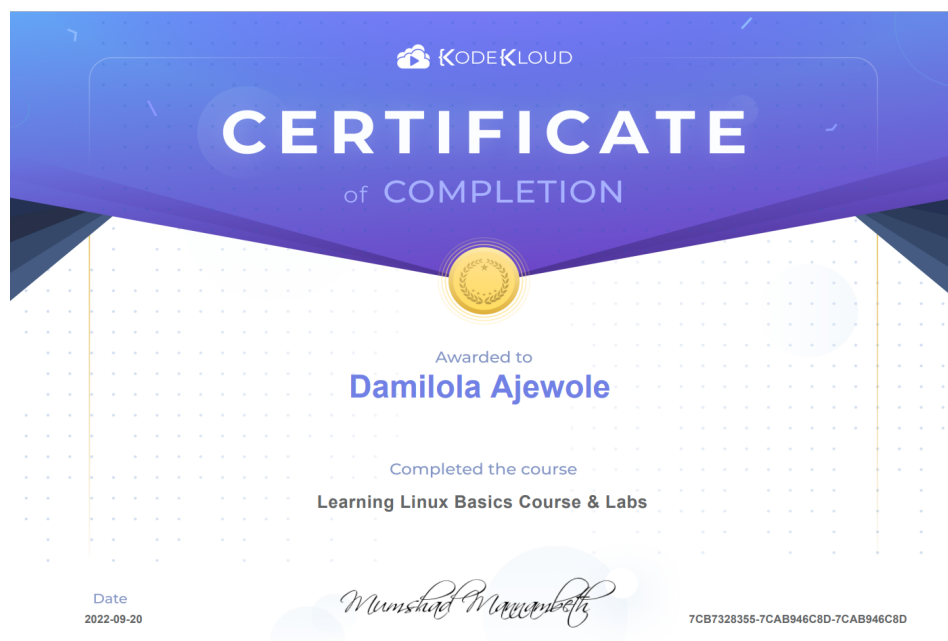 KODEKLOUD
CERTIFICATE
of COMPLETION
Awarded to
Damilola Ajewole
Completed the course
Learning Linux Basics Course & Labs
Date
2022-09-20
Mumshad Mannambeth
7CB7328355-7CAB946C8D-7CAB946C8D